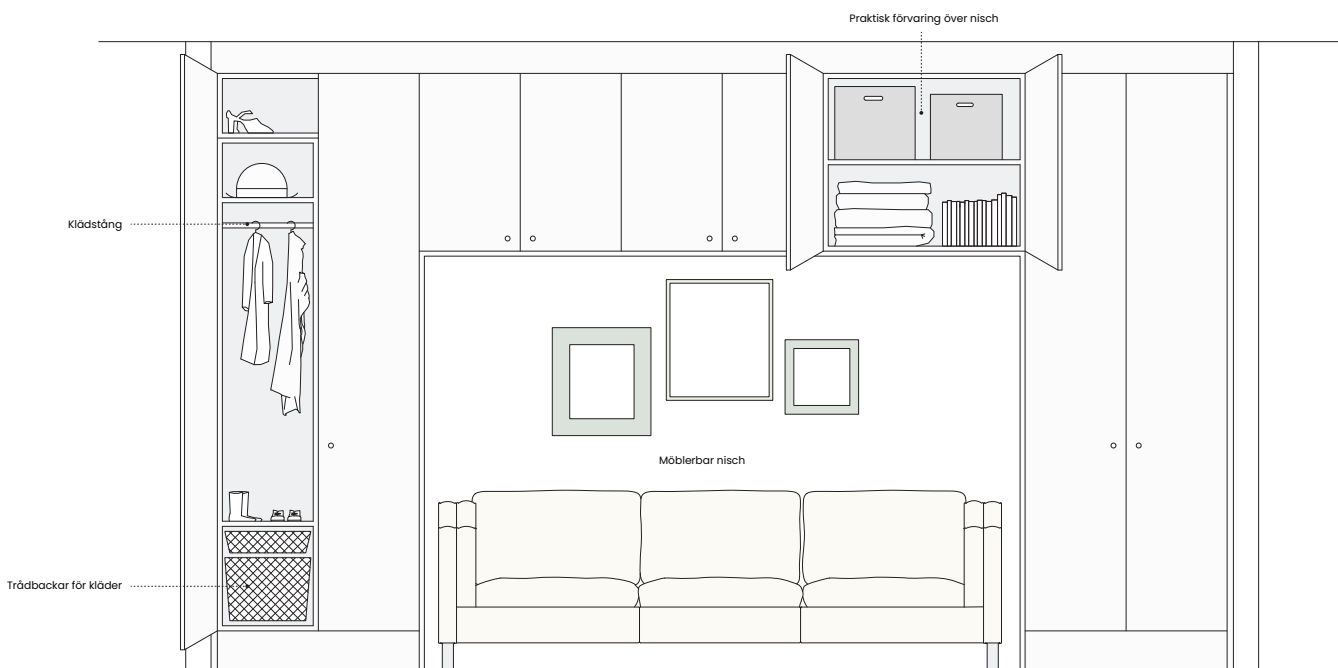 Praktisk förvaring över nisch
Klädstång
Möblerbar nisch
Trådbackar för kläder